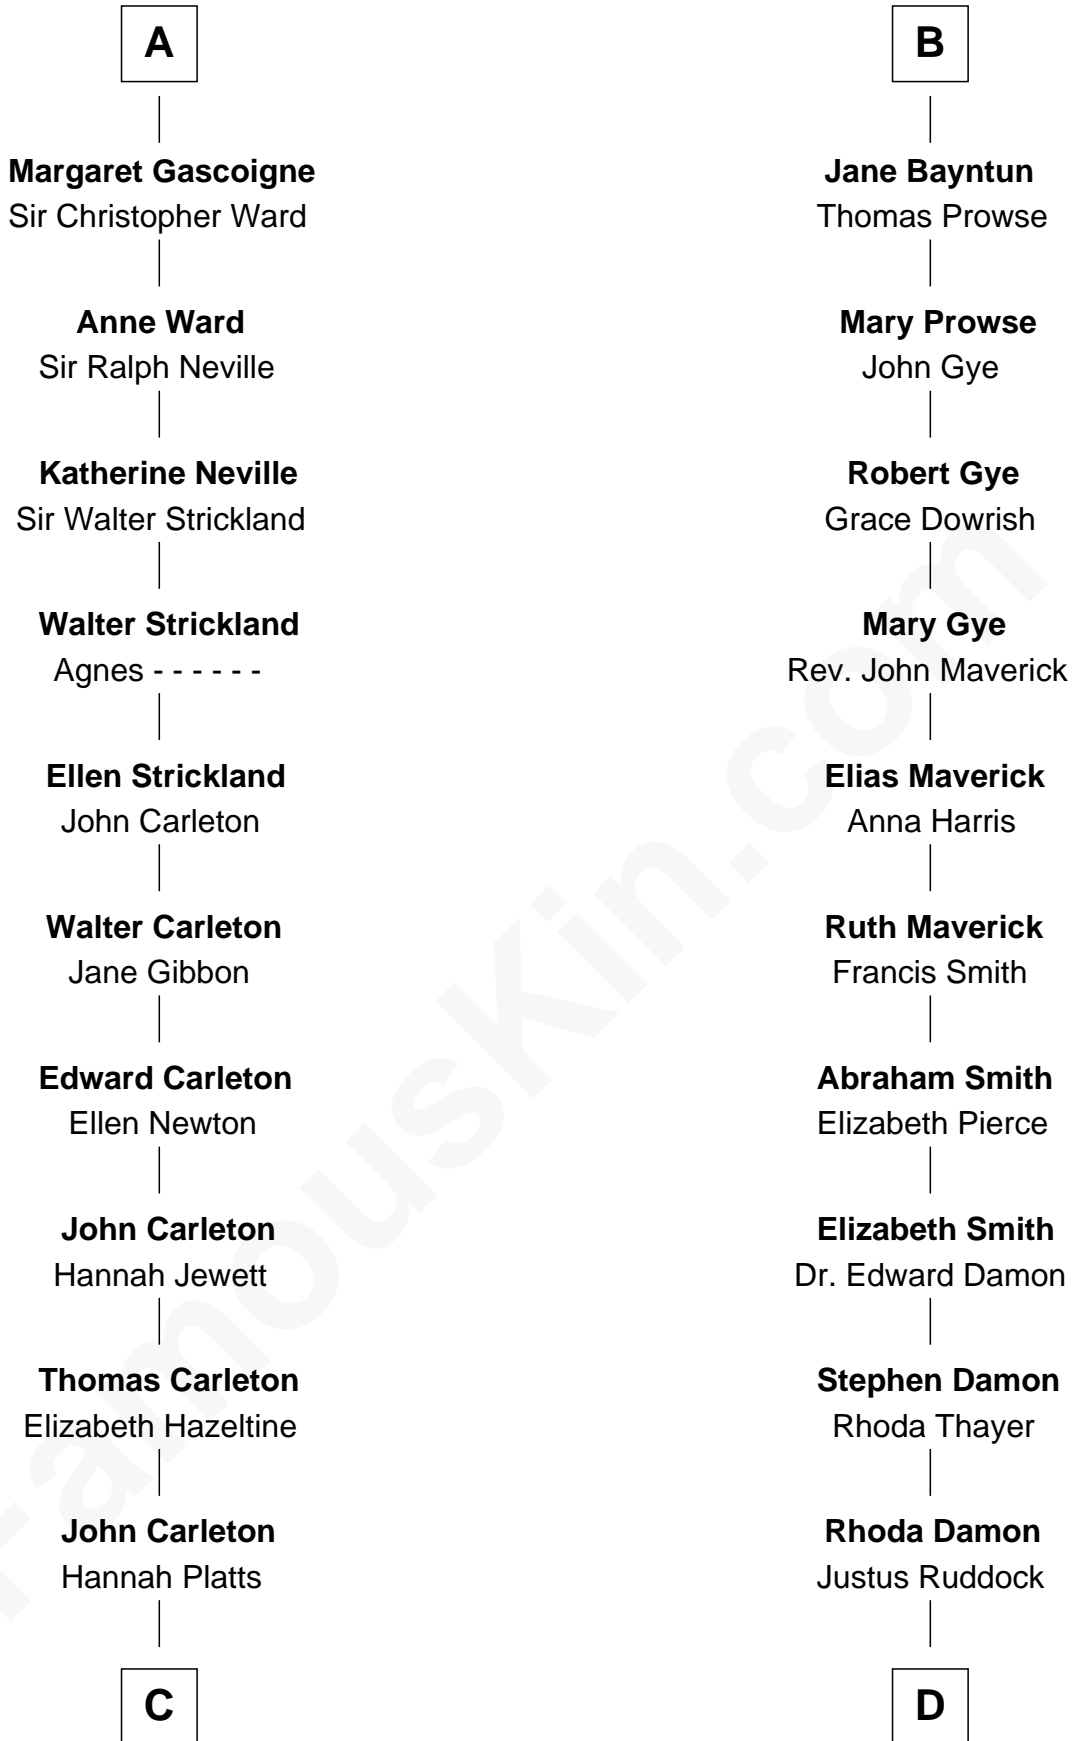 A
Margaret Gascoigne
Sir Christopher Ward
Anne Ward
Sir Ralph Neville
Katherine Neville
Sir Walter Strickland
Walter Strickland
Agnes - - - - - -
Ellen Strickland
John Carleton
Walter Carleton
Jane Gibbon
Edward Carleton
Ellen Newton
John Carleton
Hannah Jewett
Thomas Carleton
Elizabeth Hazeltine
John Carleton
Hannah Platts
C
B
Jane Bayntun
Thomas Prowse
Mary Prowse
John Gye
Robert Gye
Grace Dowrish
Mary Gye
Rev. John Maverick
Elias Maverick
Anna Harris
Ruth Maverick
Francis Smith
Abraham Smith
Elizabeth Pierce
Elizabeth Smith
Dr. Edward Damon
Stephen Damon
Rhoda Thayer
Rhoda Damon
Justus Ruddock
D
FamousKin.com